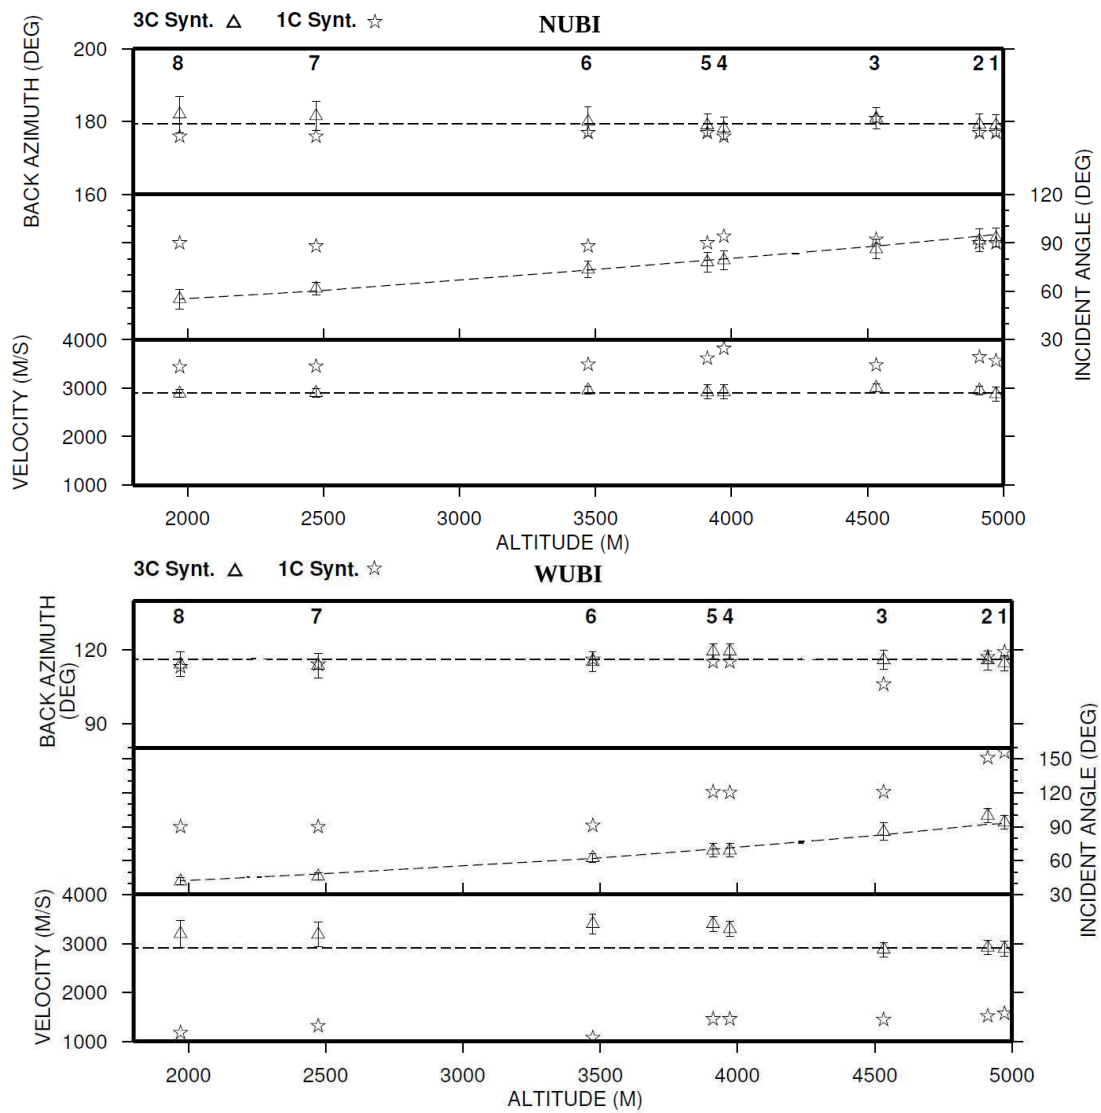 3C Synt. △ 1C Synt. ☆ NUBI
BACK AZIMUTH (DEG)
200
180
160
8 7 6 5 4 3 2 1
INCIDENT ANGLE (DEG)
120
90
60
30
VELOCITY (M/S)
4000
3000
2000
1000
2000 2500 3000 3500 4000 4500 5000
ALTITUDE (M)
3C Synt. △ 1C Synt. ☆ WUBI
BACK AZIMUTH
(DEG)
120
90
8 7 6 5 4 3 2 1
INCIDENT ANGLE (DEG)
150
120
90
60
30
VELOCITY (M/S)
4000
3000
2000
1000
2000 2500 3000 3500 4000 4500 5000
ALTITUDE (M)